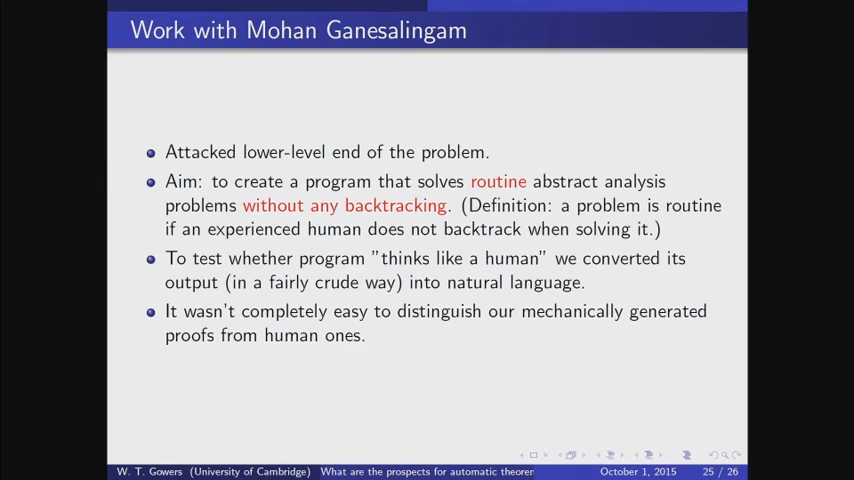 Work with Mohan Ganesalingam
Attacked lower-level end of the problem.
Aim: to create a program that solves routine abstract analysis
problems without any backtracking. (Definition: a problem is routine
if an experienced human does not backtrack when solving it.)
To test whether program "thinks like a human" we converted its
output (in a fairly crude way) into natural language.
It wasn't completely easy to distinguish our mechanically generated
proofs from human ones.
W. T. Gowers (University of Cambridge) What are the prospects for automatic theorem October 1, 2015 25 / 26